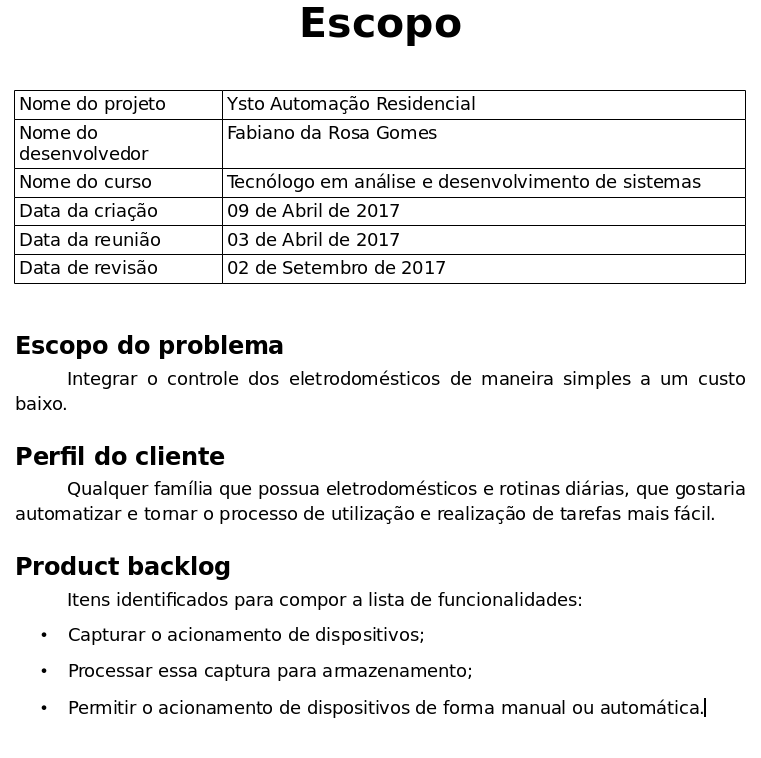 Escopo
Nome do projeto Ysto Automação Residencial
Nome do Fabiano da Rosa Gomes
desenvolvedor
Nome do curso Tecnólogo em análise e desenvolvimento de sistemas
Data da criação 09 de Abril de 2017
Data da reunião 03 de Abril de 2017
Data de revisão 02 de Setembro de 2017
Escopo do problema
Integrar o controle dos eletrodomésticos de maneira simples a um custo
baixo.
Perfil do cliente
Qualquer família que possua eletrodomésticos e rotinas diárias, que gostaria
automatizar e tornar o processo de utilização e realização de tarefas mais fácil.
Product backlog
Itens identificados para compor a lista de funcionalidades:
• Capturar o acionamento de dispositivos;
• Processar essa captura para armazenamento;
• Permitir o acionamento de dispositivos de forma manual ou automática.